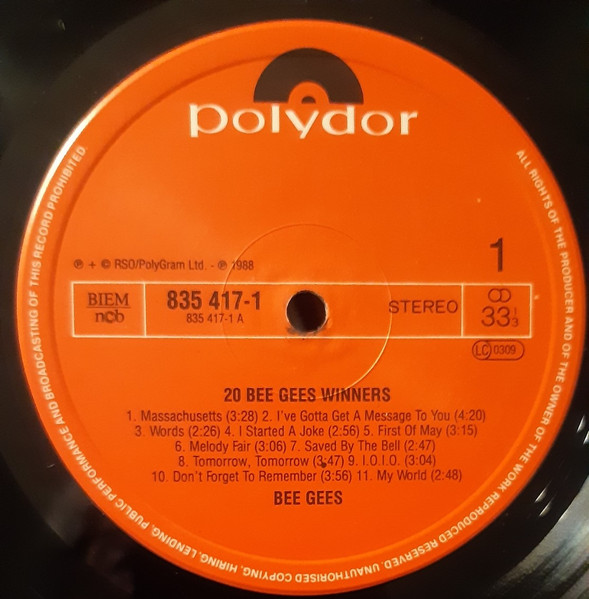 polydor
ALL RIGHTS OF THE PRODUCER AND OF THE OWNER OF THE WORK REPRODUCED RESERVED. UNAUTHORISED COPYING, HIRING, LENDING, PUBLIC PERFORMANCE AND BROADCASTING OF THIS RECORD PROHIBITED.
1
℗ + © RSO/PolyGram Ltd. - ℗ 1988
BIEM
ncb
835 417-1
835 417-1 A
STEREO
33 1/3
LC 0309
20 BEE GEES WINNERS
1. Massachusetts (3:28) 2. I've Gotta Get A Message To You (4:20)
3. Words (2:26) 4. I Started A Joke (2:56) 5. First Of May (3:15)
6. Melody Fair (3:06) 7. Saved By The Bell (2:47)
8. Tomorrow, Tomorrow (3:47) 9. I.O.I.O. (3:04)
10. Don't Forget To Remember (3:56) 11. My World (2:48)
BEE GEES